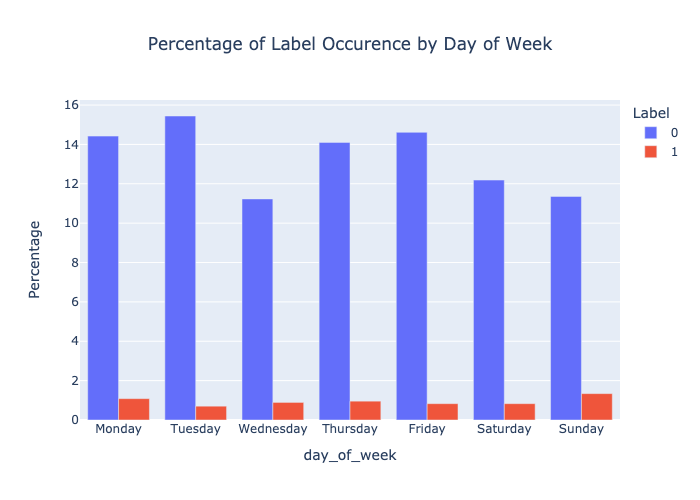 Percentage of Label Occurence by Day of Week
Label
0
1
16
14
12
10
8
6
4
2
0
Percentage
Monday Tuesday Wednesday Thursday Friday Saturday Sunday
day_of_week